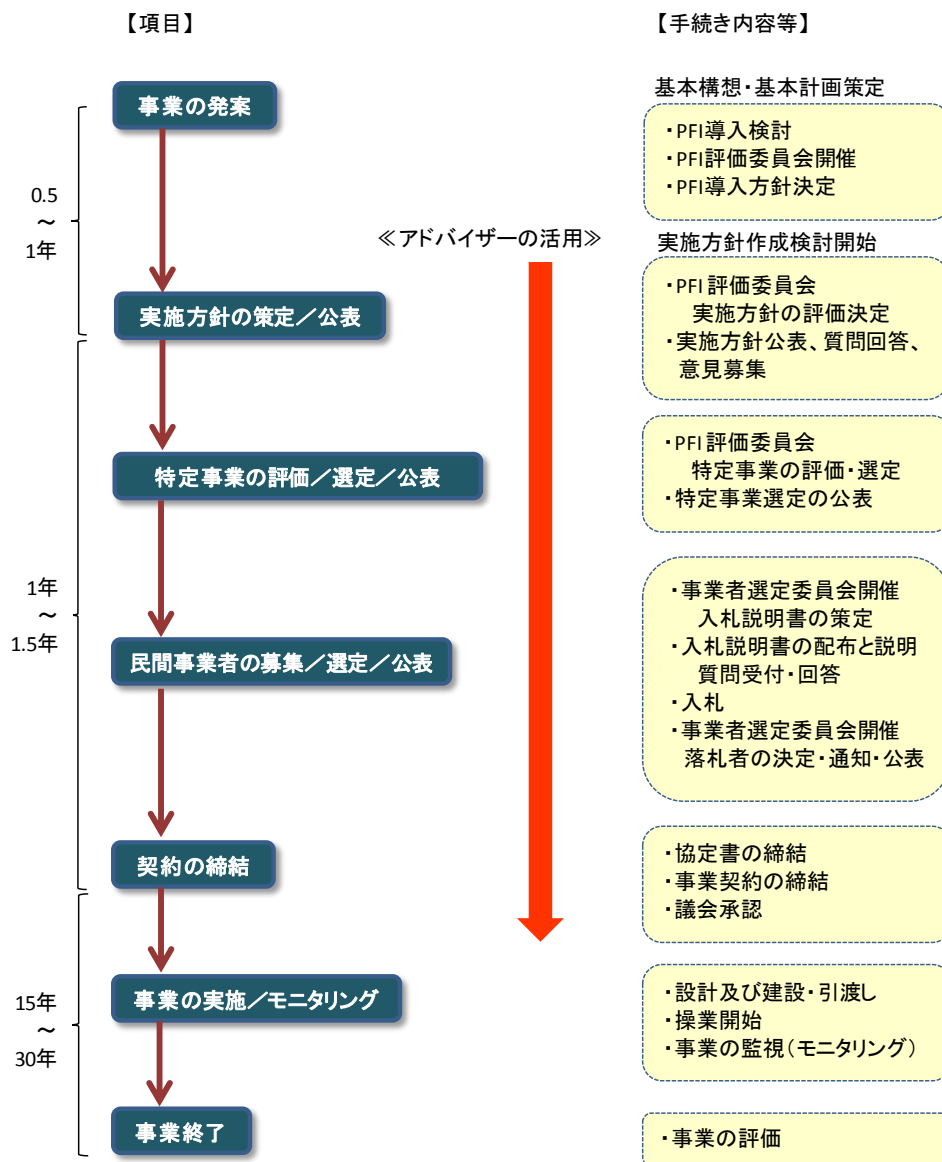 【項目】
【手続き内容等】
事業の発案
基本構想・基本計画策定
・PFI導入検討
・PFI評価委員会開催
・PFI導入方針決定
0.5
～
1年
≪アドバイザーの活用≫
実施方針作成検討開始
実施方針の策定／公表
・PFI評価委員会
実施方針の評価決定
・実施方針公表、質問回答、
意見募集
特定事業の評価／選定／公表
・PFI評価委員会
特定事業の評価・選定
・特定事業選定の公表
1年
～
1.5年
民間事業者の募集／選定／公表
・事業者選定委員会開催
入札説明書の策定
・入札説明書の配布と説明
質問受付・回答
・入札
・事業者選定委員会開催
落札者の決定・通知・公表
契約の締結
・協定書の締結
・事業契約の締結
・議会承認
事業の実施／モニタリング
・設計及び建設・引渡し
・操業開始
・事業の監視（モニタリング）
15年
～
30年
事業終了
・事業の評価